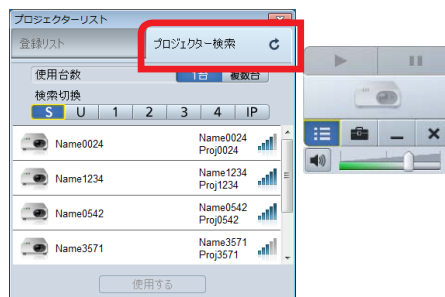 プロジェクターリスト
登録リスト
プロジェクター検索
使用台数
1台 複数台
検索切換
S U 1 2 3 4 IP
Name0024 Name0024
Proj0024
Name1234 Name1234
Proj1234
Name0542 Name0542
Proj0542
Name3571 Name3571
Proj3571
使用する